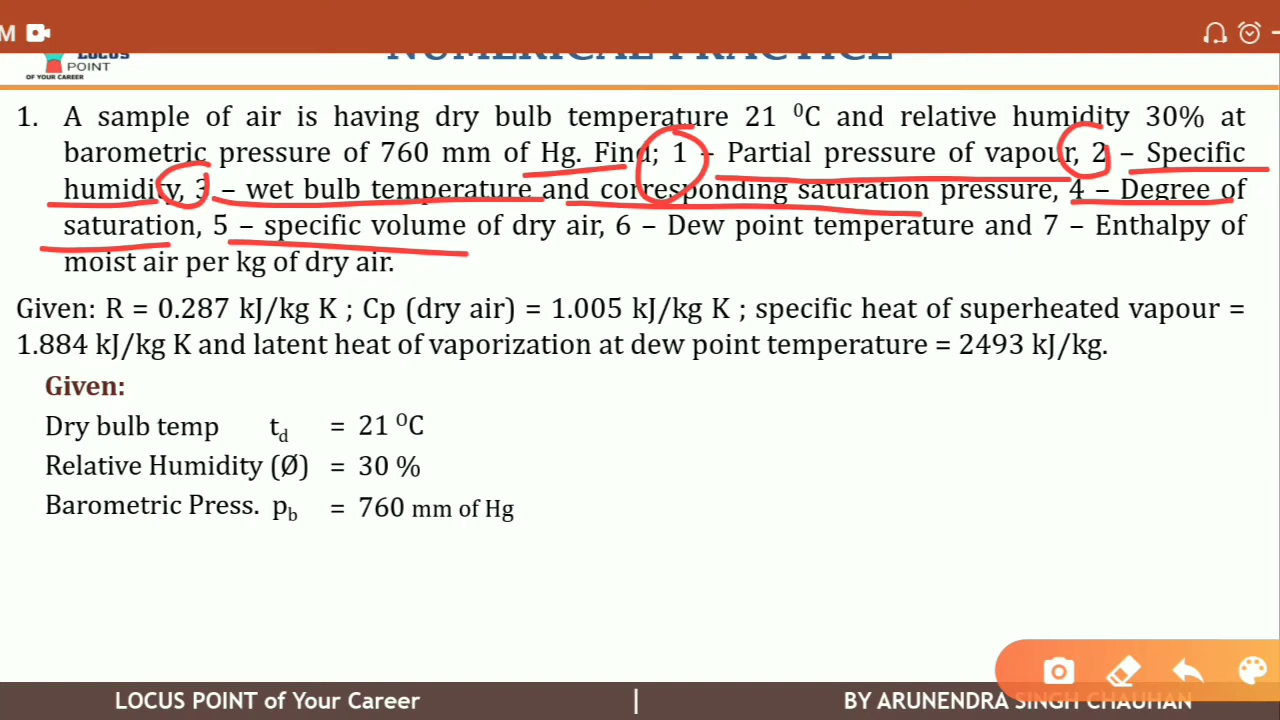 M
LOCUS
POINT
OF YOUR CAREER
NUMERICAL PRACTICE
1. A sample of air is having dry bulb temperature 21 ⁰C and relative humidity 30% at
barometric pressure of 760 mm of Hg. Find; 1 – Partial pressure of vapour, 2 – Specific
humidity, 3 – wet bulb temperature and corresponding saturation pressure, 4 – Degree of
saturation, 5 – specific volume of dry air, 6 – Dew point temperature and 7 – Enthalpy of
moist air per kg of dry air.
Given: R = 0.287 kJ/kg K ; Cp (dry air) = 1.005 kJ/kg K ; specific heat of superheated vapour =
1.884 kJ/kg K and latent heat of vaporization at dew point temperature = 2493 kJ/kg.
Given:
Dry bulb temp t_d = 21 ⁰C
Relative Humidity (Ø) = 30 %
Barometric Press. p_b = 760 mm of Hg
LOCUS POINT of Your Career | BY ARUNENDRA SINGH CHAUHAN